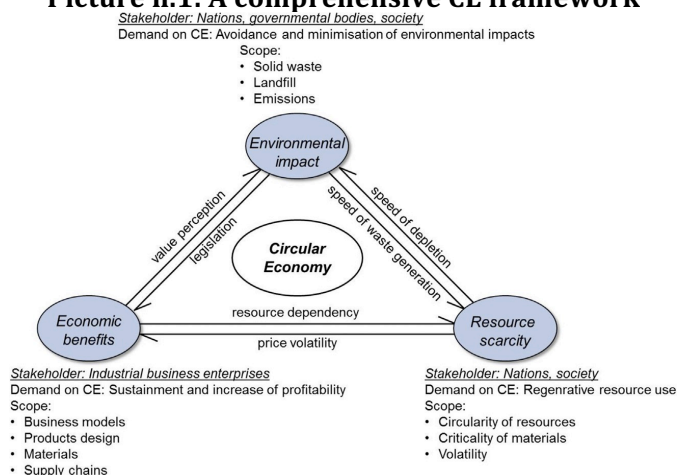 Picture n.1: A comprehensive CE framework
Stakeholder: Nations, governmental bodies, society
Demand on CE: Avoidance and minimisation of environmental impacts
Scope:
• Solid waste
• Landfill
• Emissions
Environmental
impact
value perception
legislation
speed of depletion
speed of waste generation
Circular
Economy
Economic
benefits
resource dependency
price volatility
Resource
scarcity
Stakeholder: Industrial business enterprises
Demand on CE: Sustainment and increase of profitability
Scope:
• Business models
• Products design
• Materials
• Supply chains
Stakeholder: Nations, society
Demand on CE: Regenrative resource use
Scope:
• Circularity of resources
• Criticality of materials
• Volatility